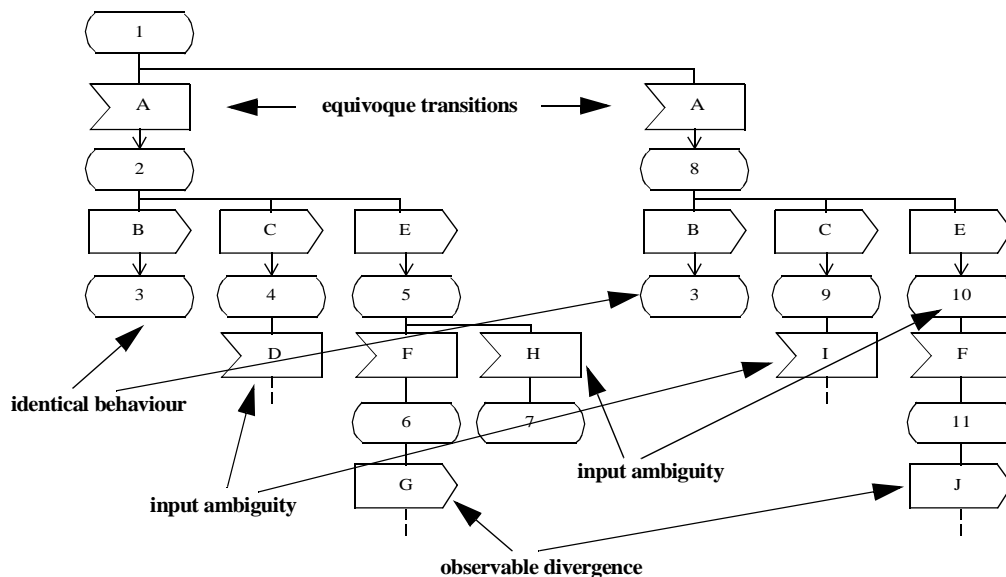 1
A
equivoque transitions
A
2
8
B
C
E
B
C
E
3
4
5
3
9
10
D
F
H
I
F
identical behaviour
6
7
11
input ambiguity
G
J
input ambiguity
observable divergence